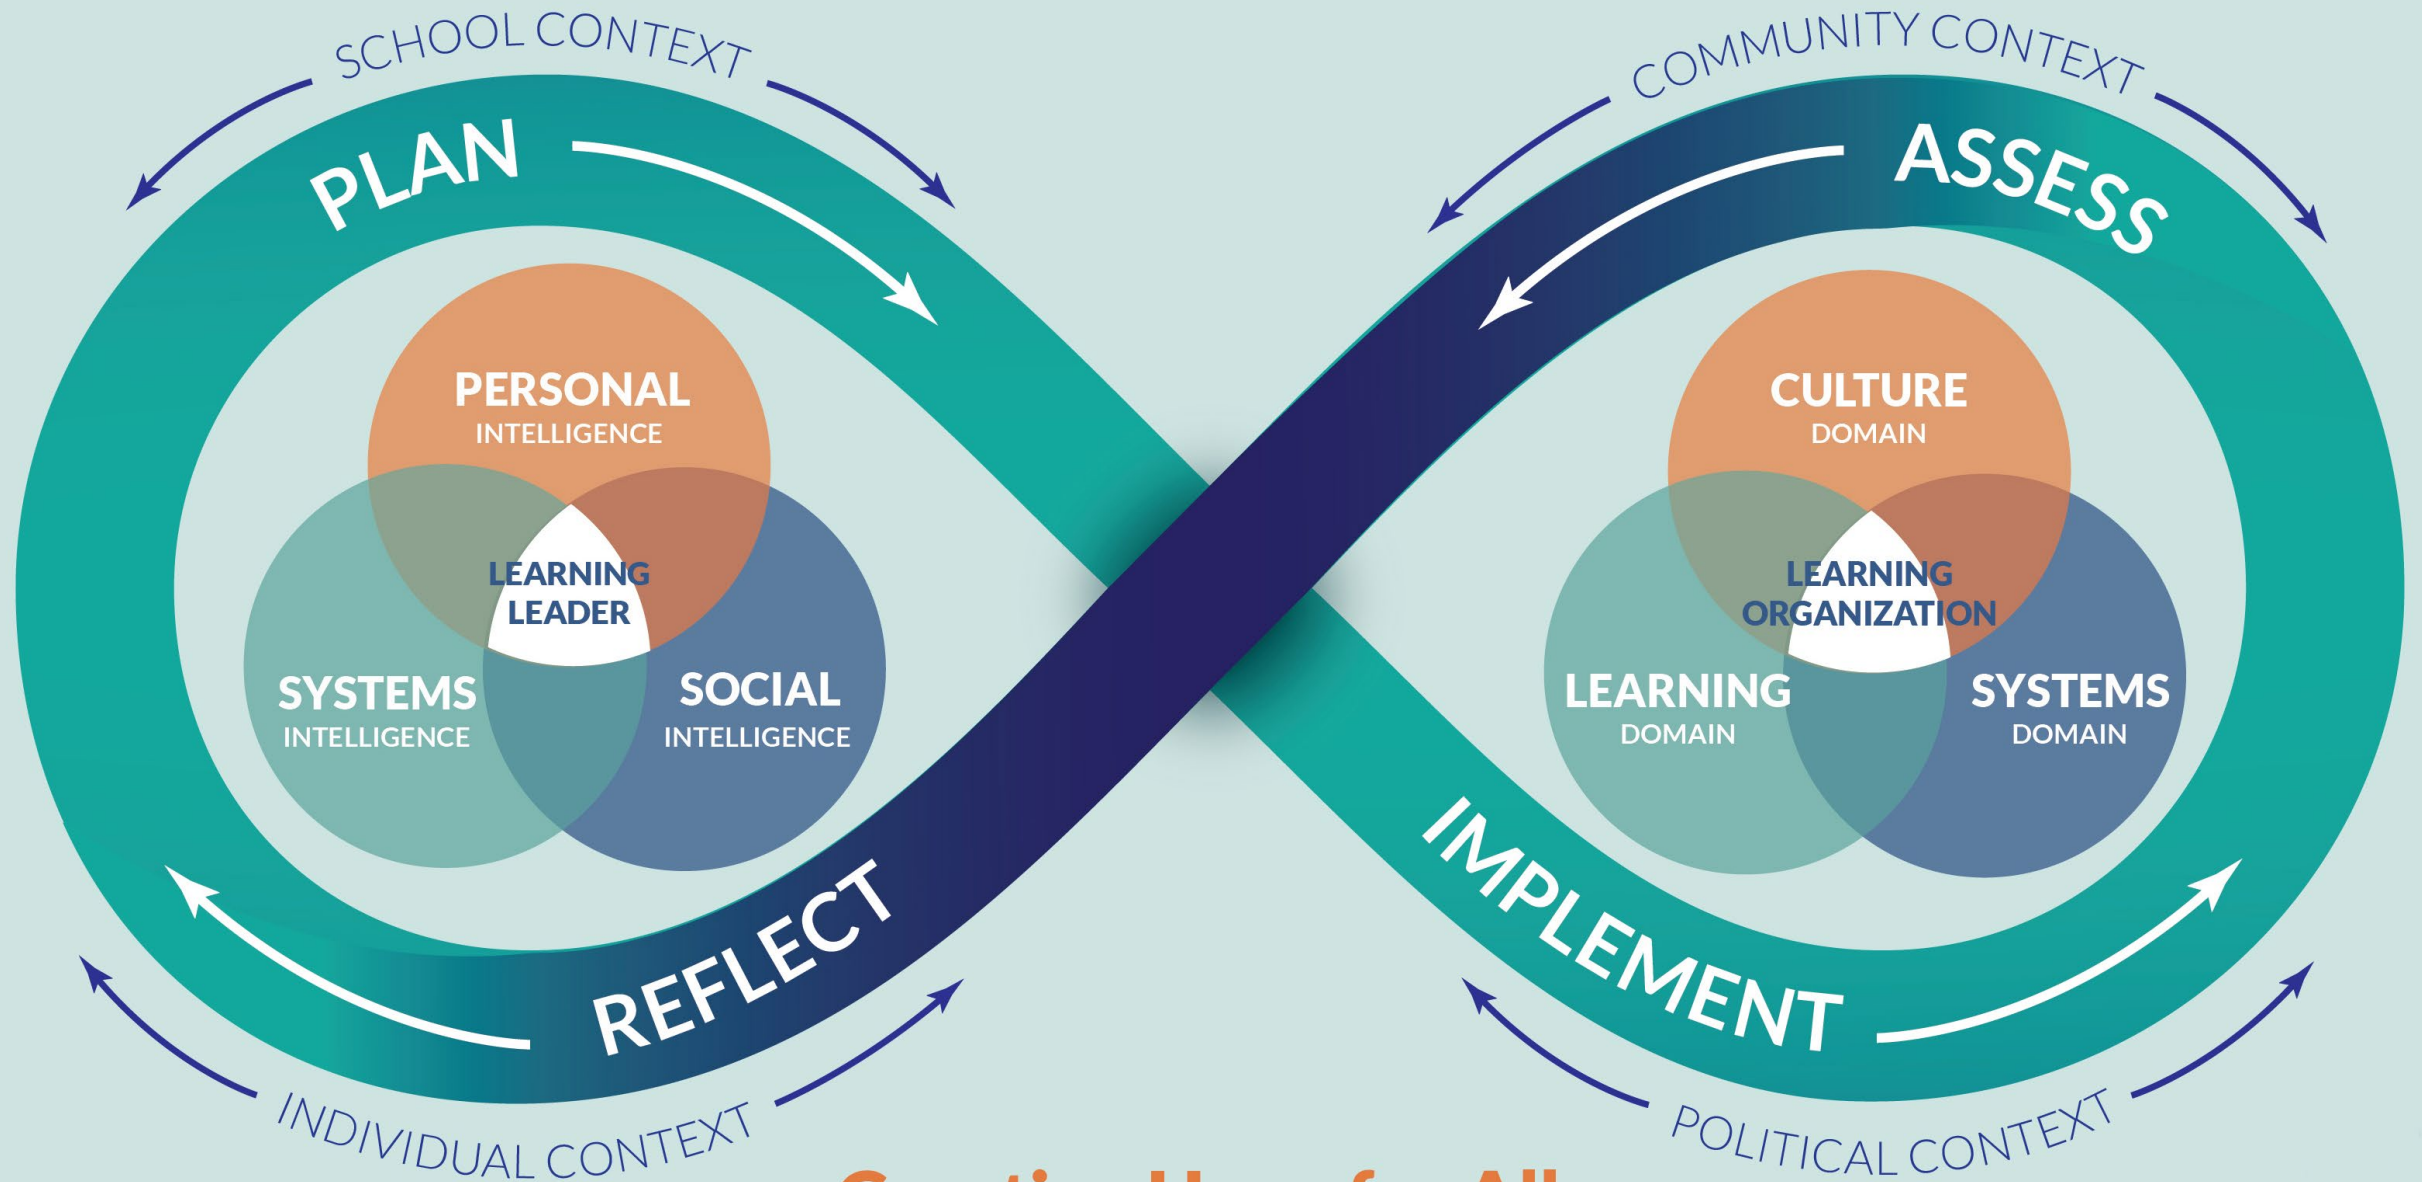 SCHOOL CONTEXT
COMMUNITY CONTEXT
PLAN
ASSESS
PERSONAL
INTELLIGENCE
LEARNING
LEADER
SYSTEMS
INTELLIGENCE
SOCIAL
INTELLIGENCE
CULTURE
DOMAIN
LEARNING
ORGANIZATION
LEARNING
DOMAIN
SYSTEMS
DOMAIN
REFLECT
IMPLEMENT
INDIVIDUAL CONTEXT
POLITICAL CONTEXT